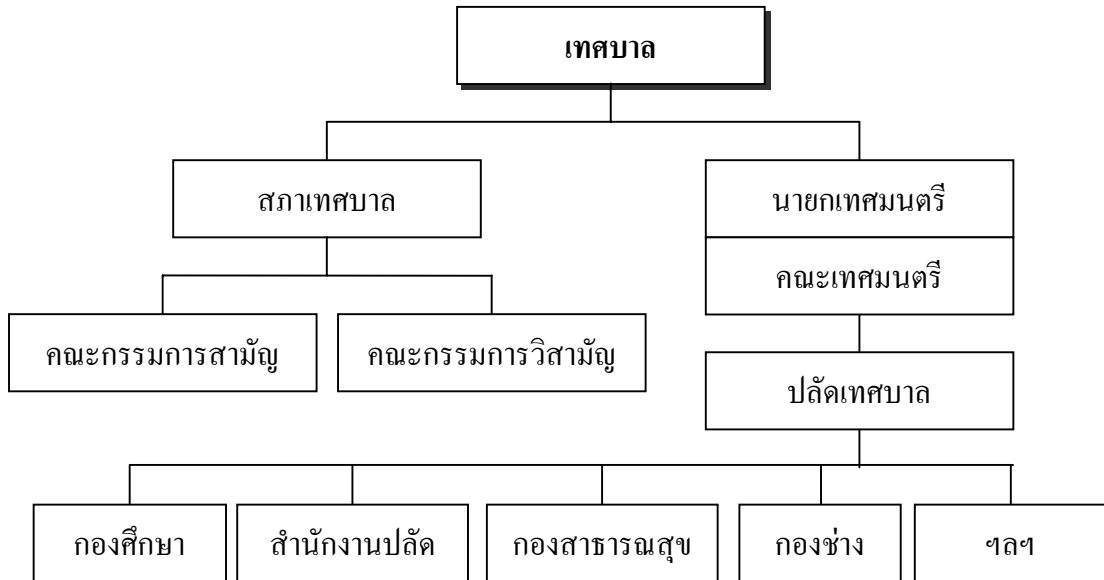 เทศบาล
สภาเทศบาล
นายกเทศมนตรี
คณะเทศมนตรี
คณะกรรมการสามัญ
คณะกรรมการวิสามัญ
ปลัดเทศบาล
กองศึกษา
สำนักงานปลัด
กองสาธารณสุข
กองช่าง
ฯลฯ